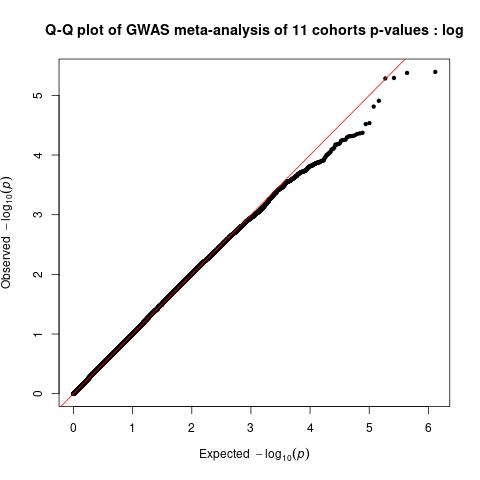 Q-Q plot of GWAS meta-analysis of 11 cohorts p-values : log
Observed −log10(p)
5
4
3
2
1
0
0 1 2 3 4 5 6
Expected −log10(p)